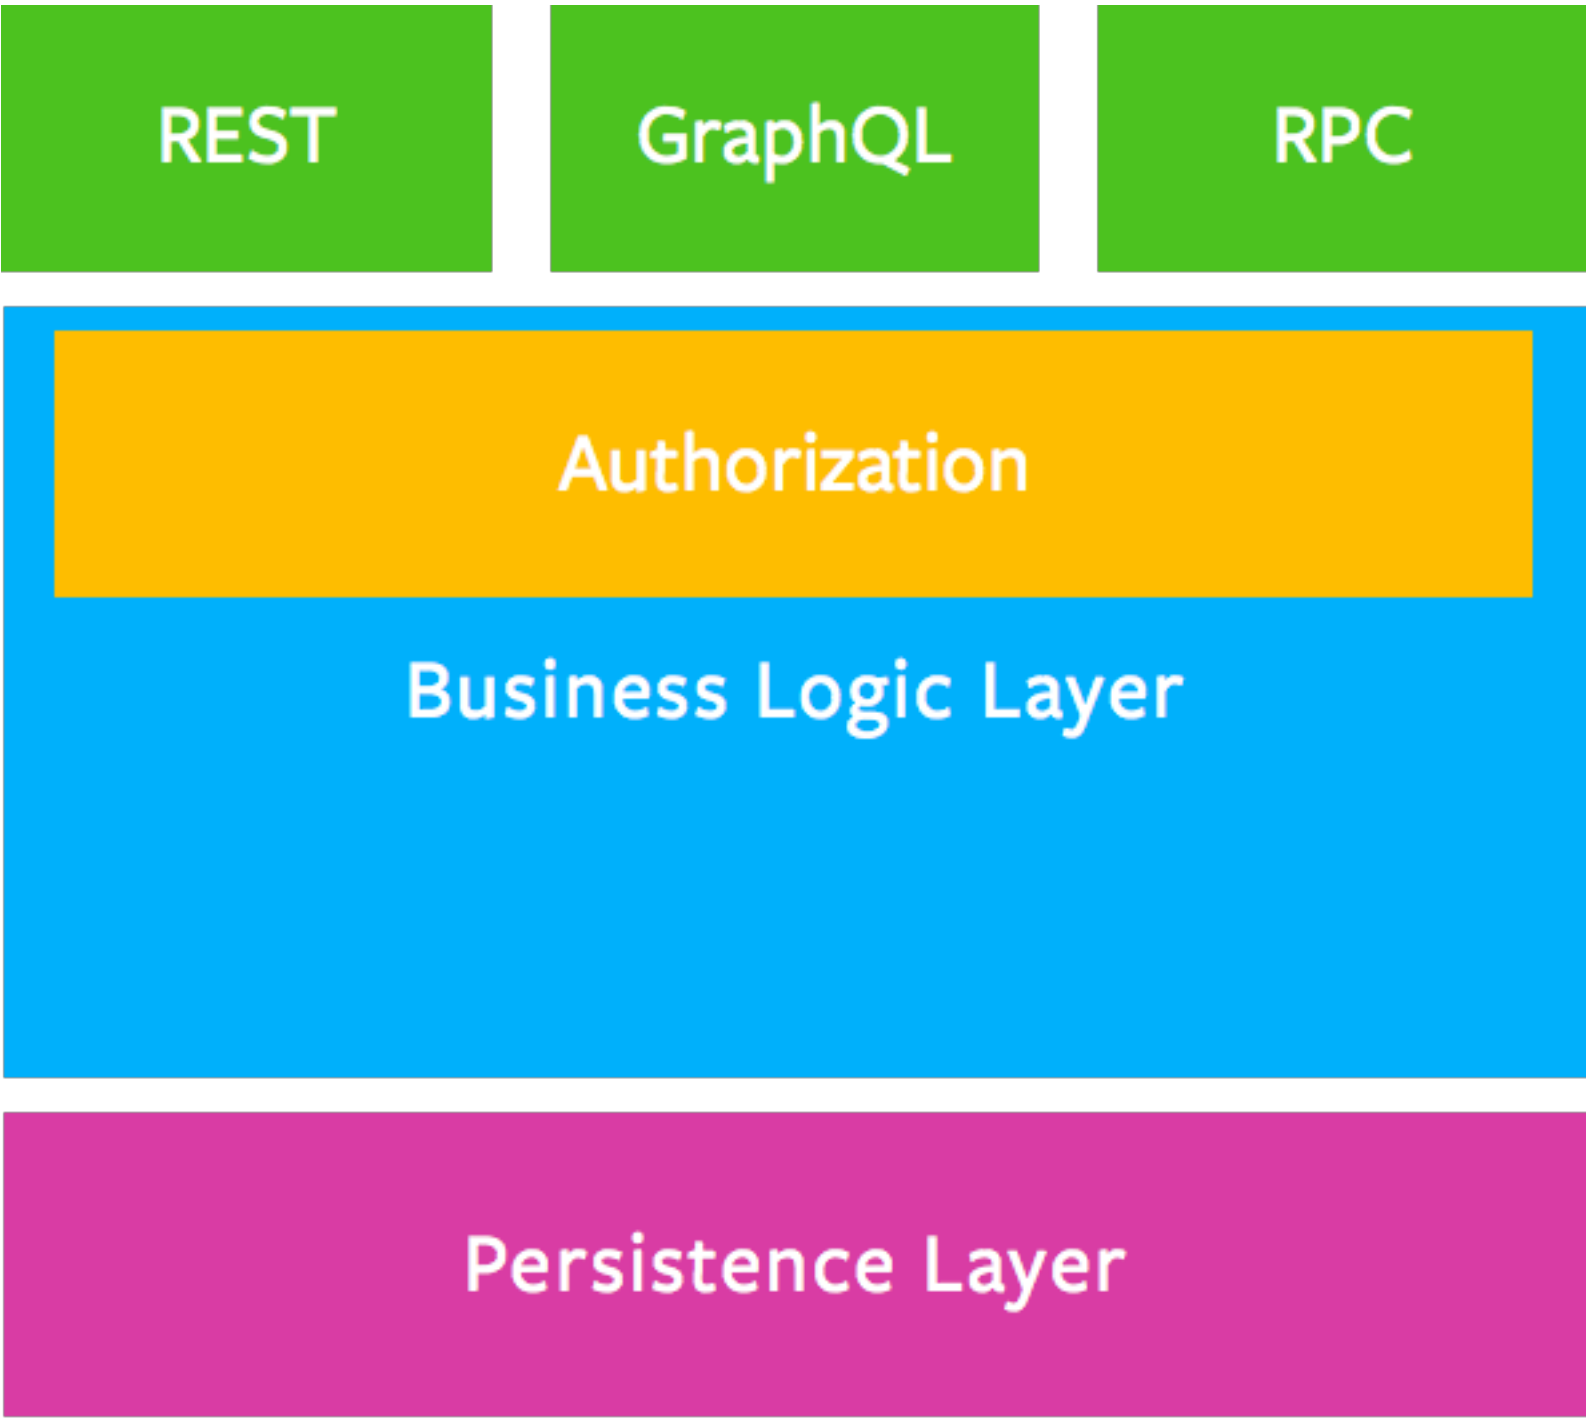 REST
GraphQL
RPC
Authorization
Business Logic Layer
Persistence Layer